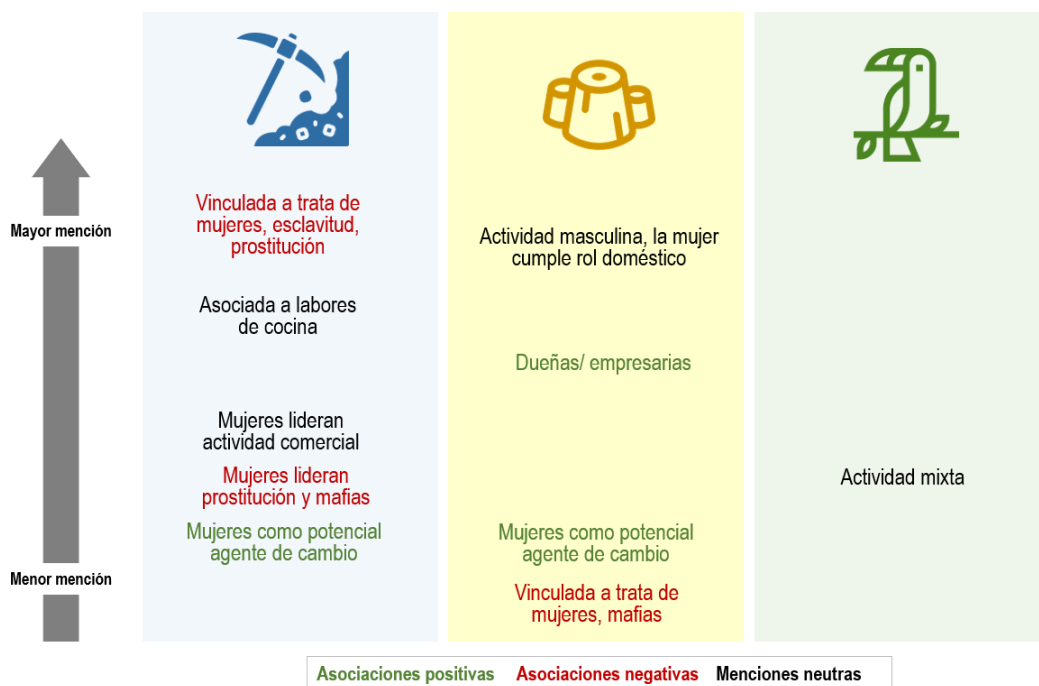 Mayor mención
Menor mención
Vinculada a trata de
mujeres, esclavitud,
prostitución
Asociada a labores
de cocina
Mujeres lideran
actividad comercial
Mujeres lideran
prostitución y mafias
Mujeres como potencial
agente de cambio
Actividad masculina, la mujer
cumple rol doméstico
Dueñas/ empresarias
Mujeres como potencial
agente de cambio
Vinculada a trata de
mujeres, mafias
Actividad mixta
Asociaciones positivas Asociaciones negativas Menciones neutras